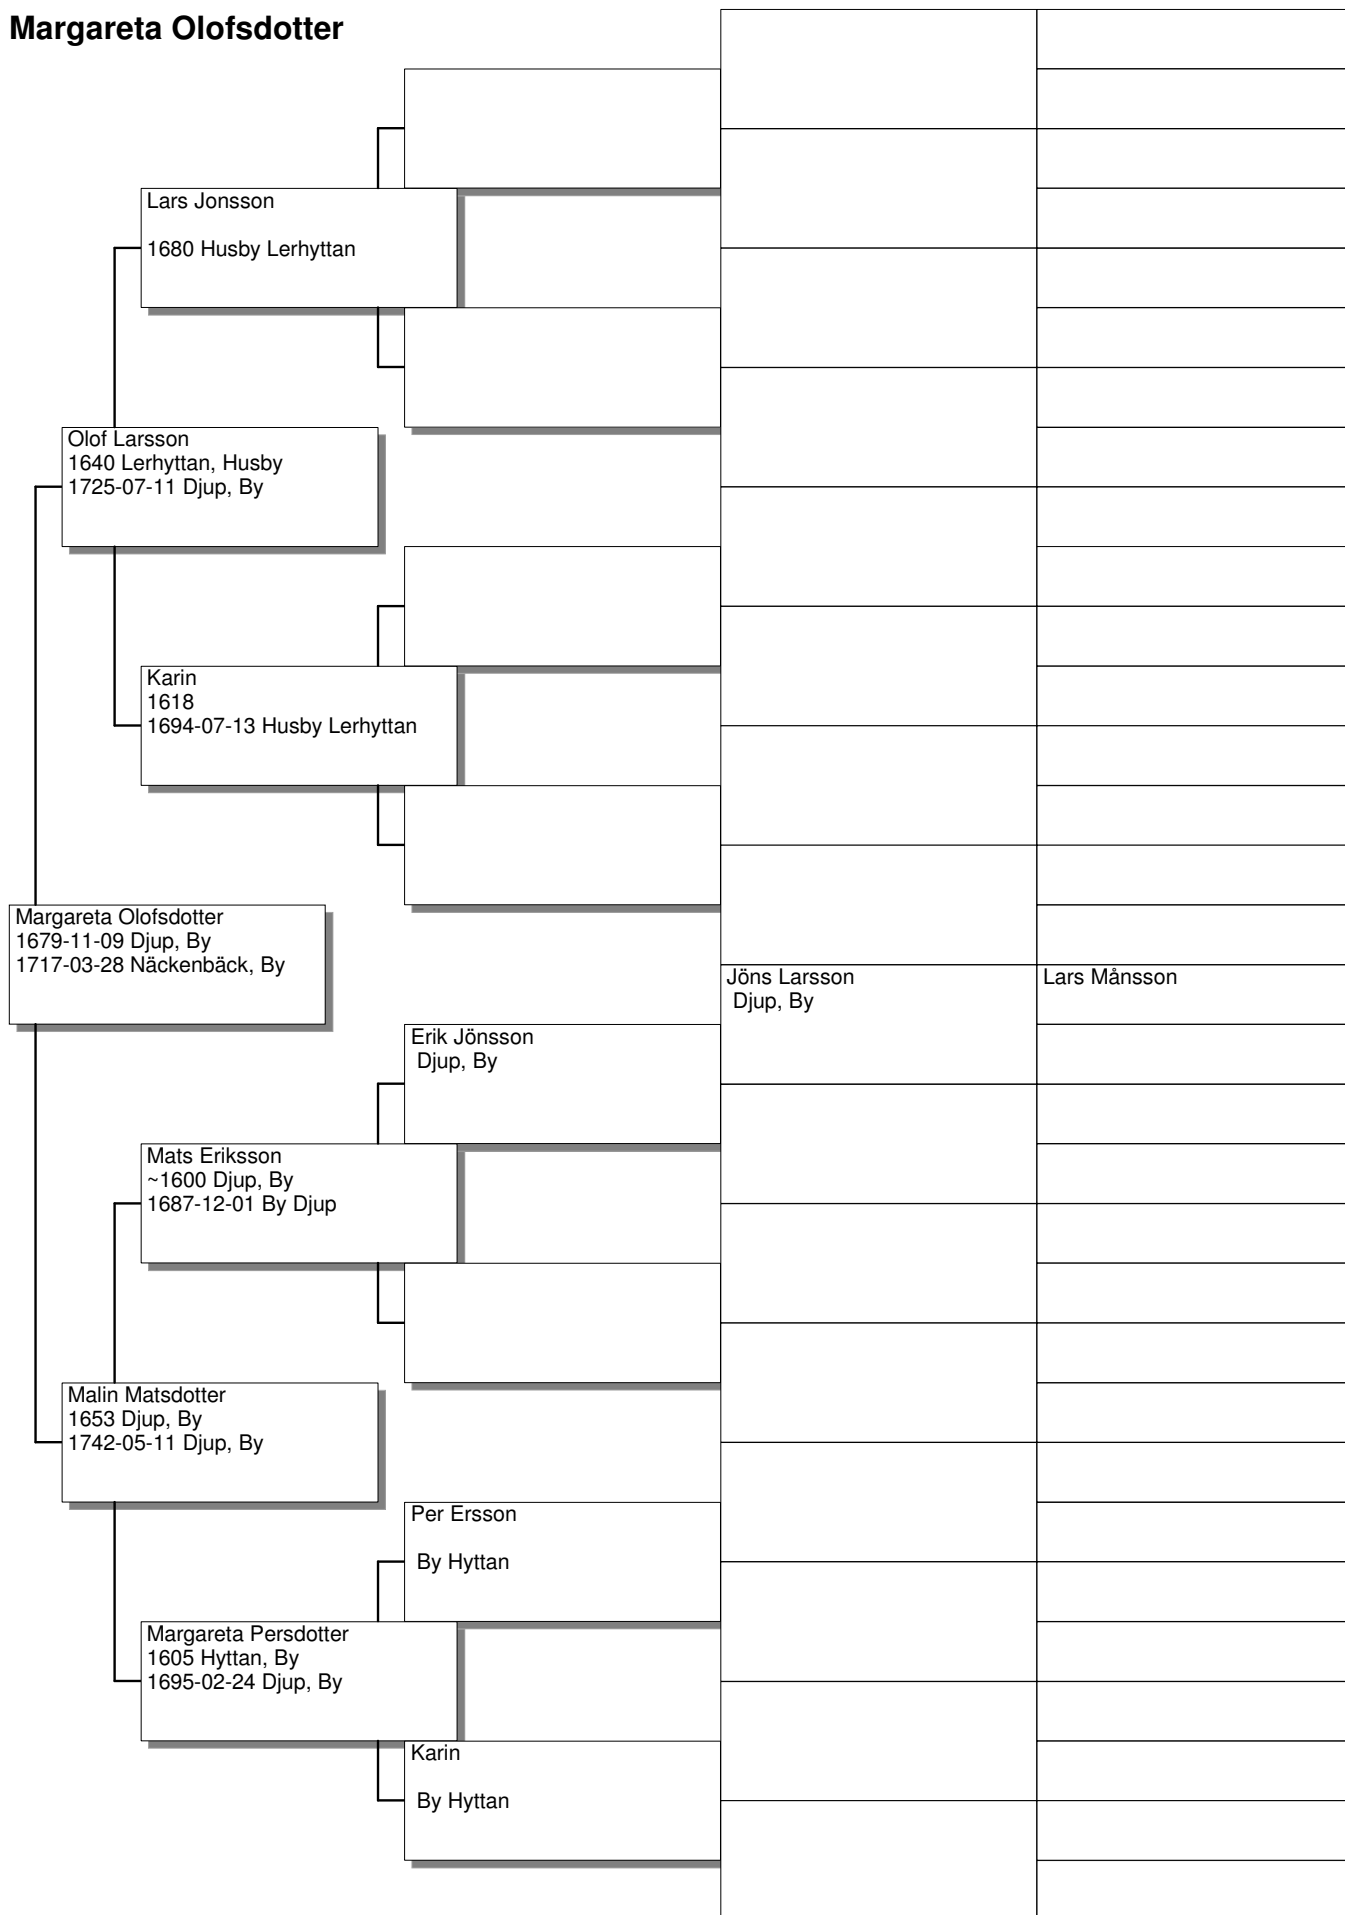 Margareta Olofsdotter
Lars Jonsson
1680 Husby Lerhyttan
Olof Larsson
1640 Lerhyttan, Husby
1725-07-11 Djup, By
Karin
1618
1694-07-13 Husby Lerhyttan
Margareta Olofsdotter
1679-11-09 Djup, By
1717-03-28 Näckenbäck, By
Jöns Larsson
Djup, By
Lars Månsson
Erik Jönsson
Djup, By
Mats Eriksson
~1600 Djup, By
1687-12-01 By Djup
Malin Matsdotter
1653 Djup, By
1742-05-11 Djup, By
Per Ersson
By Hyttan
Margareta Persdotter
1605 Hyttan, By
1695-02-24 Djup, By
Karin
By Hyttan